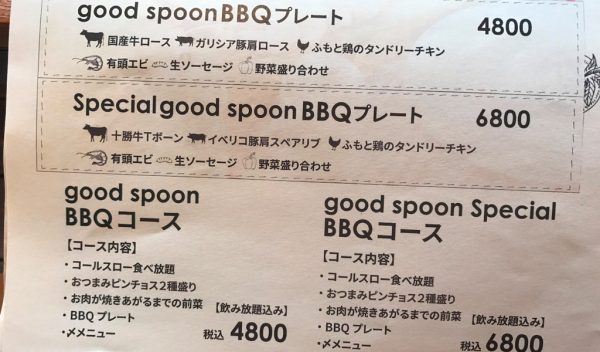 good spoon BBQプレート 4800
国産牛ロース ガリシア豚肩ロース ふもと鶏のタンドリーチキン
有頭エビ 生ソーセージ 野菜盛り合わせ
Special good spoon BBQプレート 6800
十勝牛Tボーン イベリコ豚肩スペアリブ ふもと鶏のタンドリーチキン
有頭エビ 生ソーセージ 野菜盛り合わせ
good spoon
BBQコース
【コース内容】
・コールスロー食べ放題
・おつまみピンチョス2種盛り
・お肉が焼きあがるまでの前菜
・BBQ プレート
・〆メニュー
【飲み放題込み】
税込 4800
good spoon Special
BBQコース
【コース内容】
・コールスロー食べ放題
・おつまみピンチョス2種盛り
・お肉が焼きあがるまでの前菜
・BBQ プレート
・〆メニュー
【飲み放題込み】
税込 6800